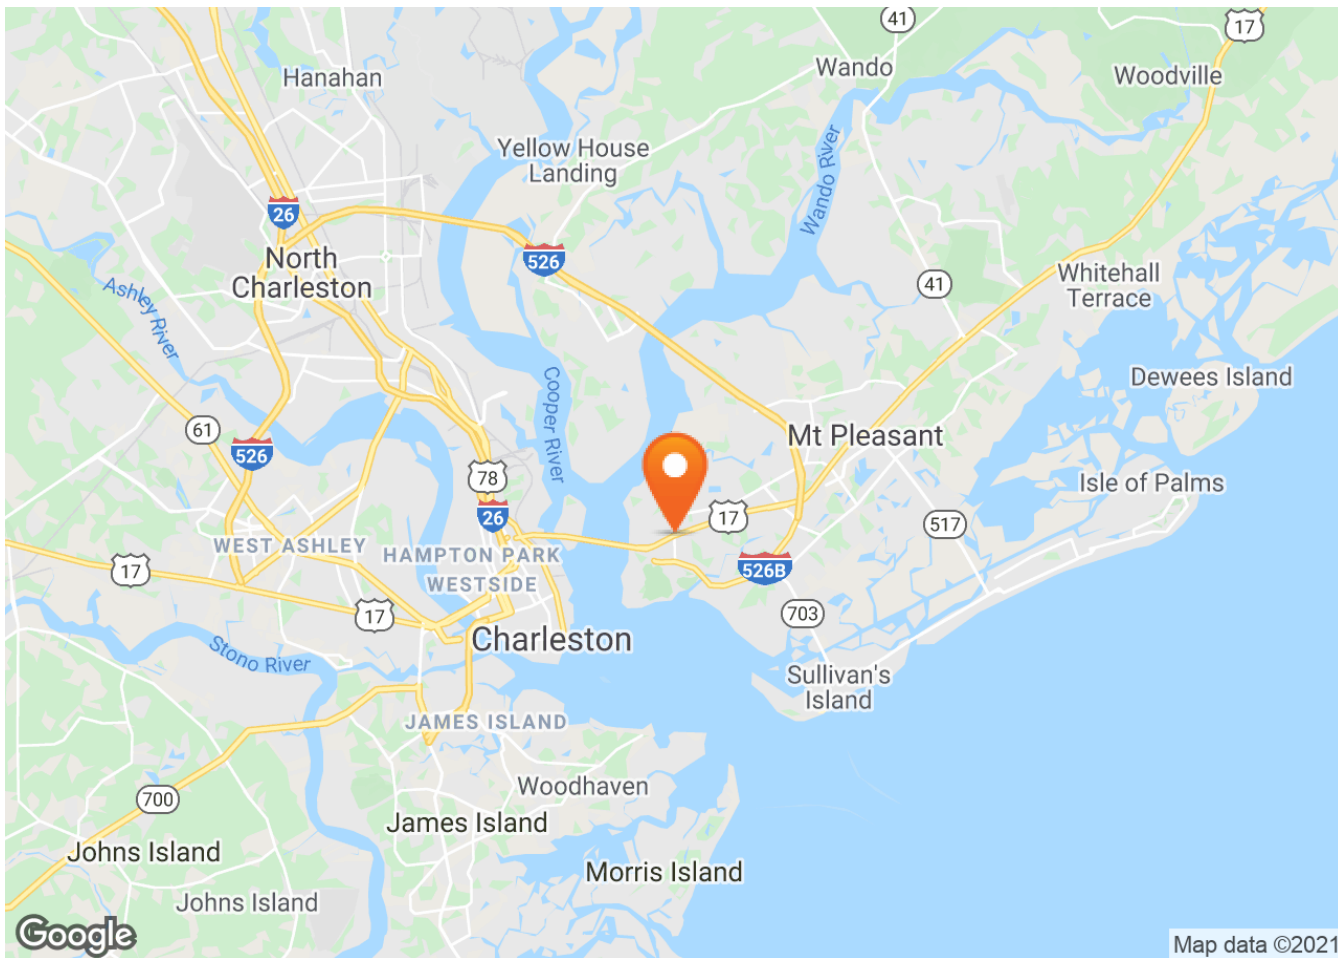 41
17
Wando
Woodville
Hanahan
Yellow House
Landing
Wando River
26
526
North
Charleston
Whitehall
Terrace
41
Ashley River
Dewees Island
Cooper River
61
526
Mt Pleasant
78
Isle of Palms
26
17
517
WEST ASHLEY
HAMPTON PARK
WESTSIDE
17
526B
17
703
Charleston
Stono River
Sullivan's
Island
JAMES ISLAND
Woodhaven
700
James Island
Johns Island
Morris Island
Johns Island
Google
Map data ©2021